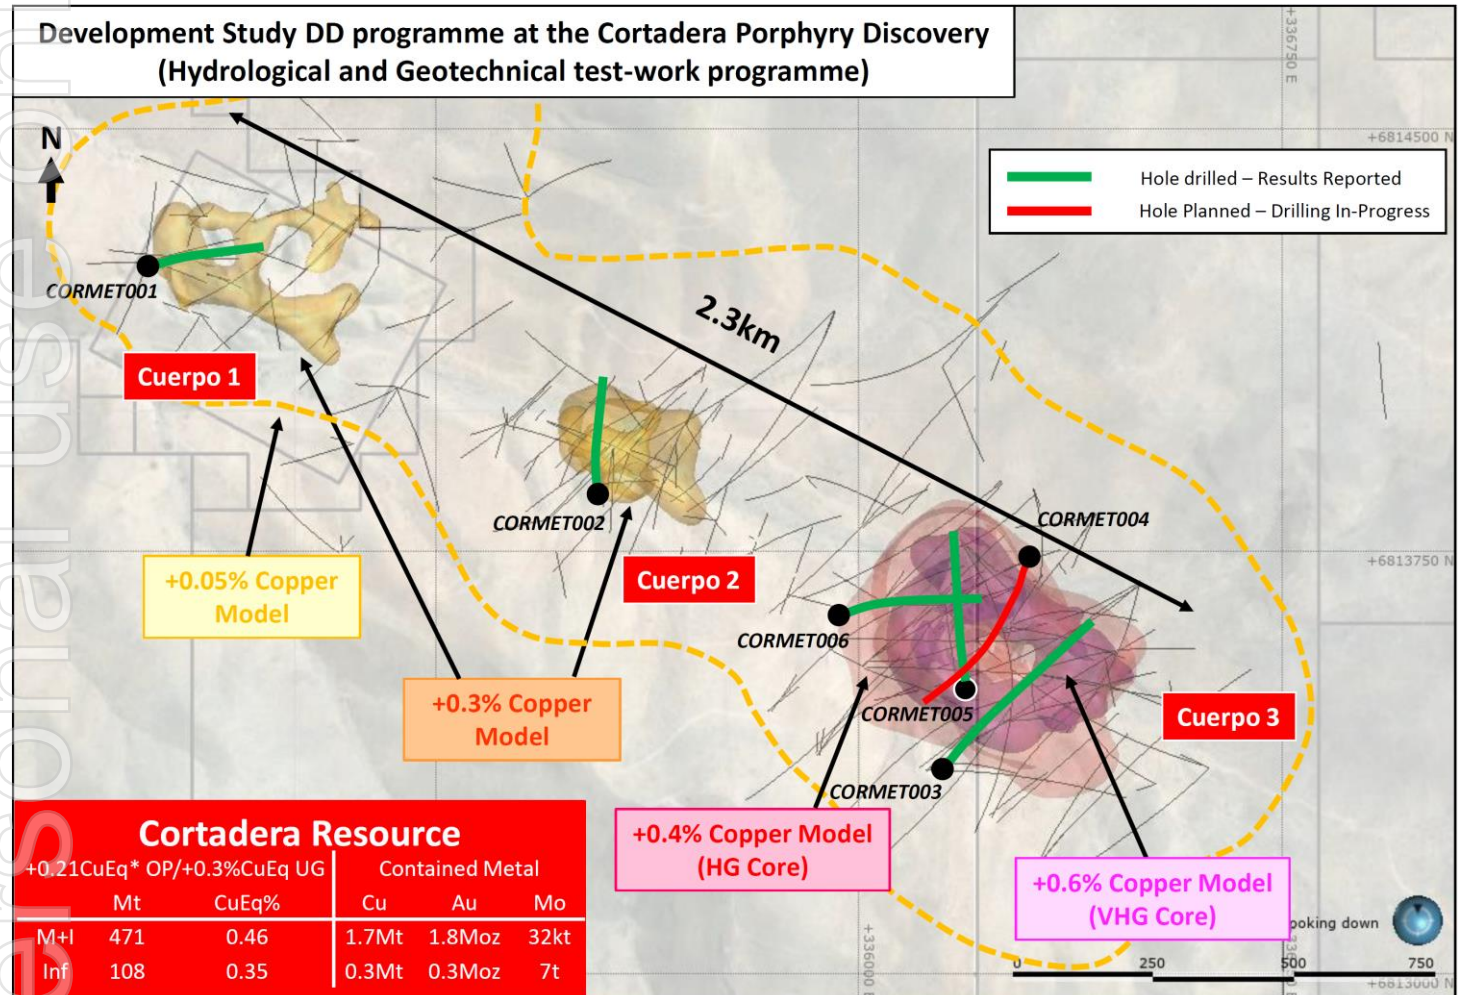 Development Study DD programme at the Cortadera Porphyry Discovery
(Hydrological and Geotechnical test-work programme)
+336750 E
N
+6814500 N
Hole drilled – Results Reported
Hole Planned – Drilling In-Progress
CORMET001
2.3km
Cuerpo 1
CORMET002
CORMET004
Cuerpo 2
+6813750 N
+0.05% Copper
Model
CORMET006
+0.3% Copper
Model
CORMET005
Cuerpo 3
CORMET003
+0.4% Copper Model
(HG Core)
+0.6% Copper Model
(VHG Core)
Cortadera Resource
+0.21CuEq* OP/+0.3%CuEq UG Contained Metal
Mt CuEq% Cu Au Mo
M+I 471 0.46 1.7Mt 1.8Moz 32kt
Inf 108 0.35 0.3Mt 0.3Moz 7t
+336000
down
0 250 500 750
+6813000 N
ersonal use on